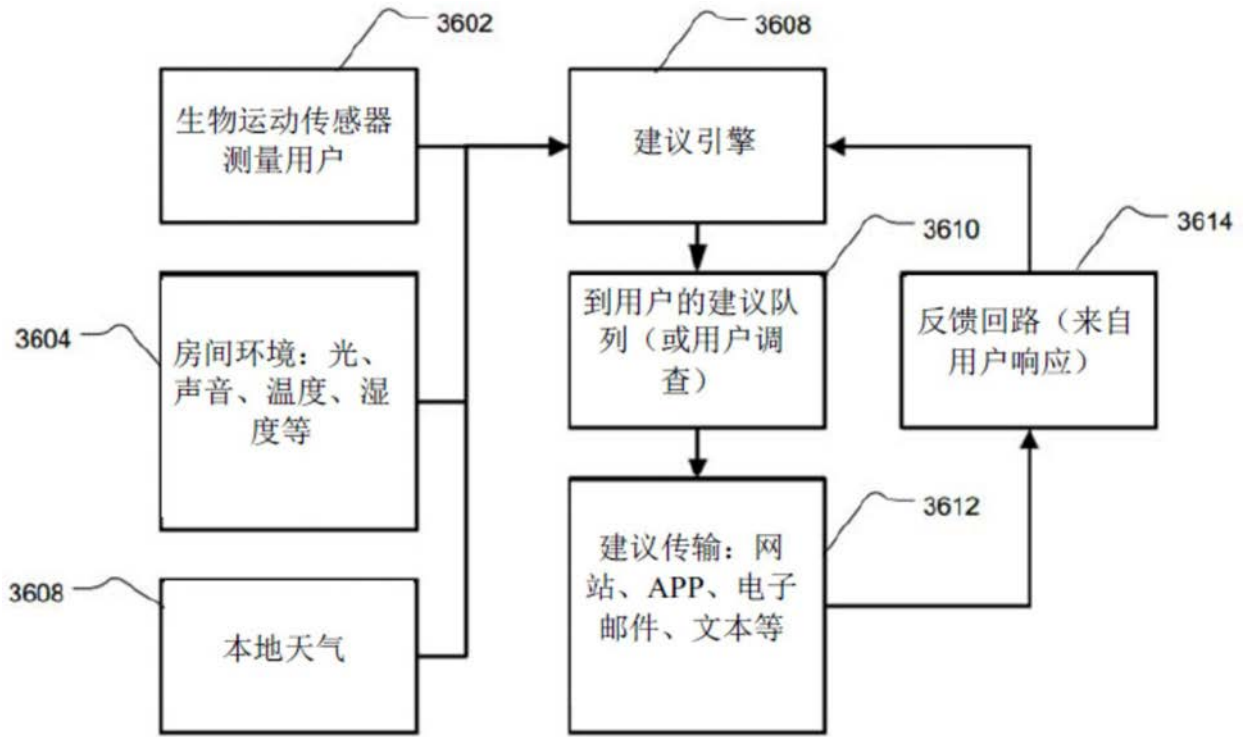 3602
生物运动传感器
测量用户
3604
房间环境：光、
声音、温度、湿
度等
3608
本地天气
3608
建议引擎
3610
到用户的建议队
列（或用户调
查）
3612
建议传输：网
站、APP、电子
邮件、文本等
3614
反馈回路（来自
用户响应）